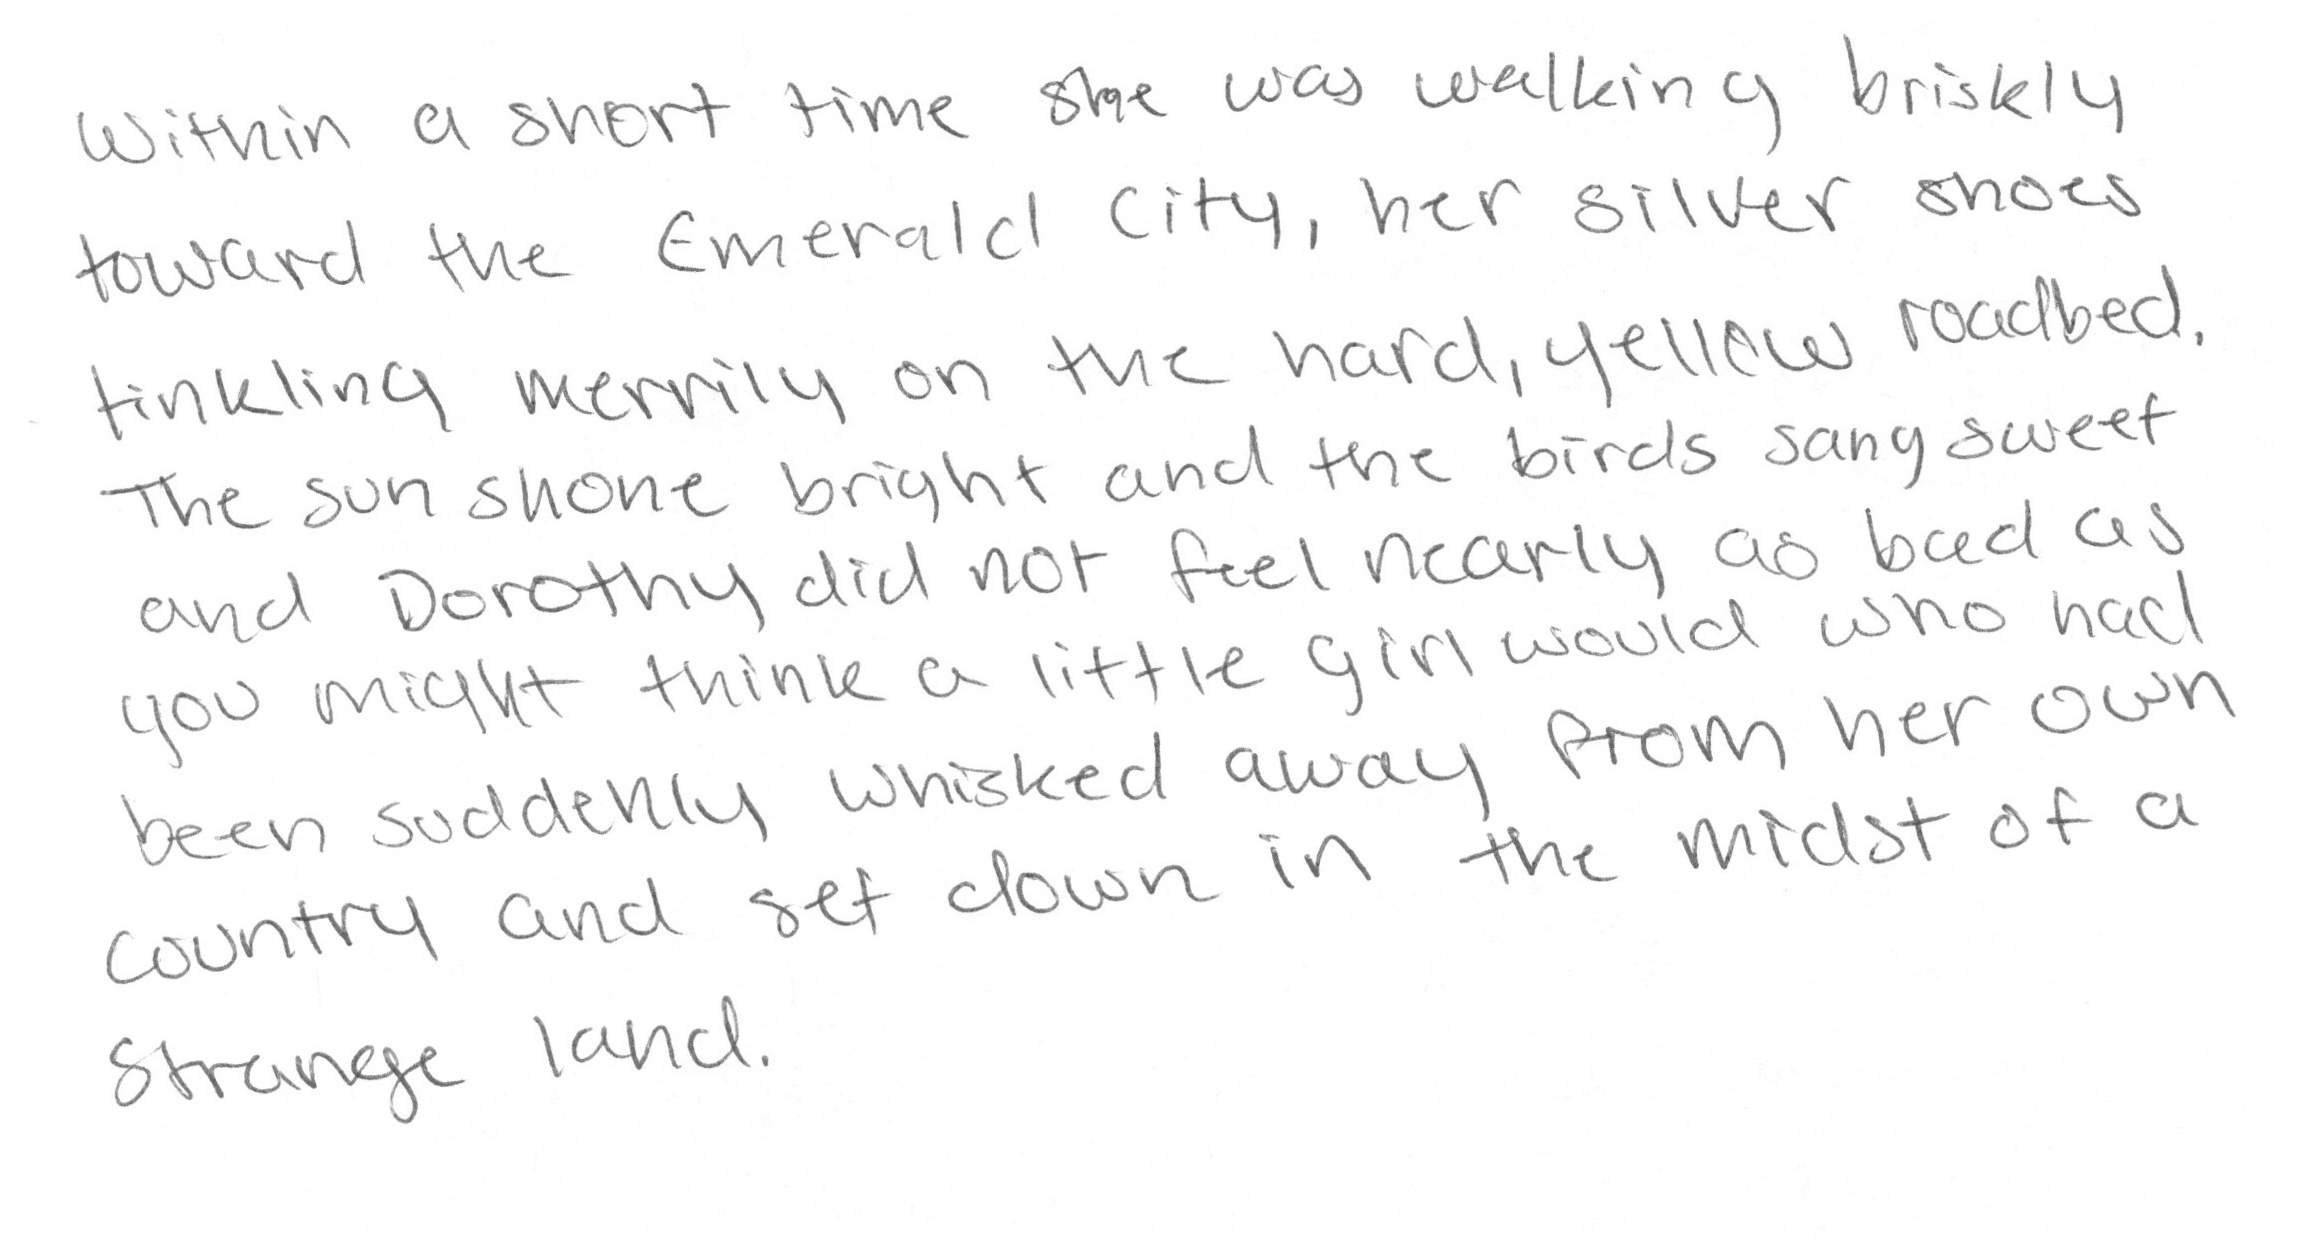 Within a short time she was walking briskly
toward the Emerald City, her silver shoes
tinkling merrily on the hard, yellow roadbed.
The sun shone bright and the birds sang sweet
and Dorothy did not feel nearly as bad as
you might think a little girl would who had
been suddenly whisked away from her own
country and set down in the midst of a
strange land.